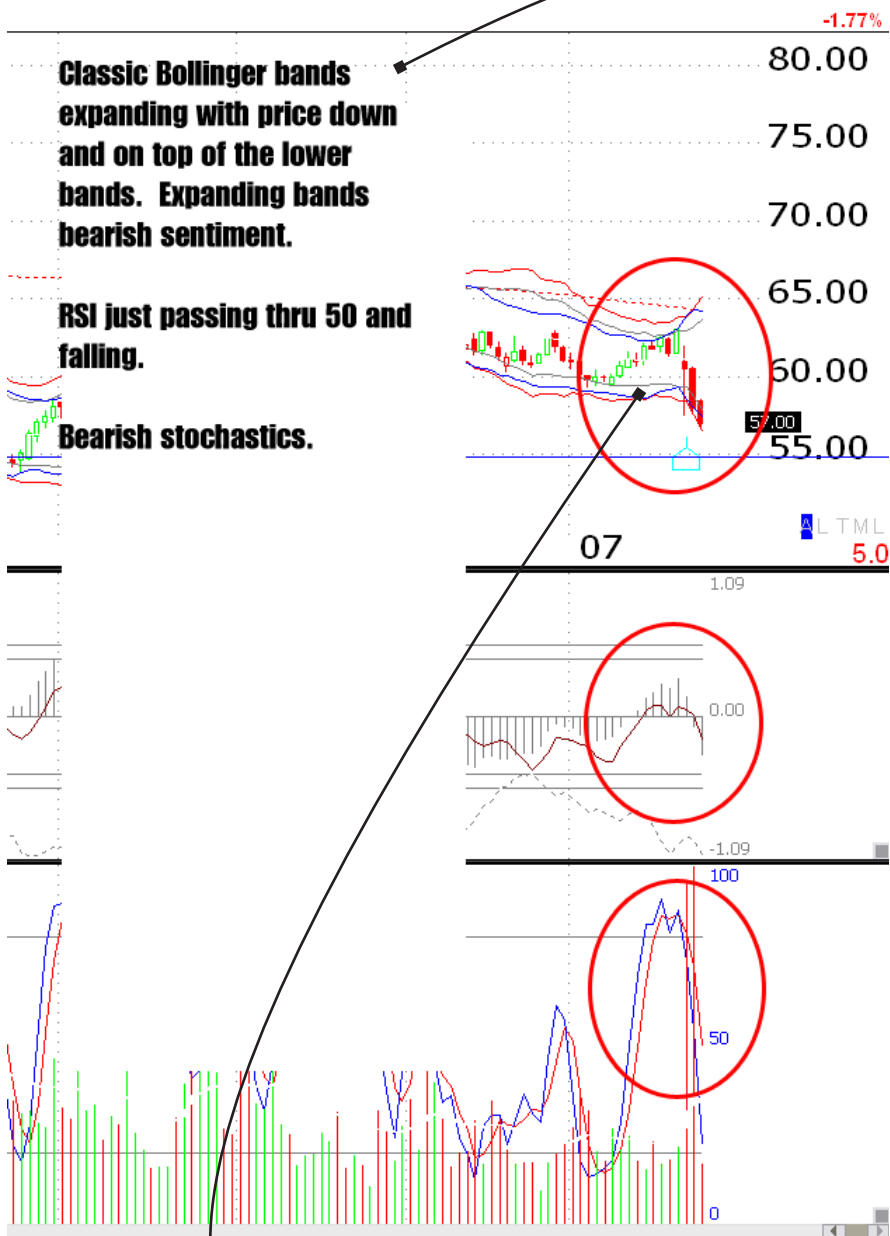 -1.77%
Classic Bollinger bands
expanding with price down
and on top of the lower
bands.  Expanding bands
bearish sentiment.
RSI just passing thru 50 and
falling.
Bearish stochastics.
80.00
75.00
70.00
65.00
60.00
57.00
55.00
A L T M L
07
5.0
1.09
0.00
-1.09
100
50
0